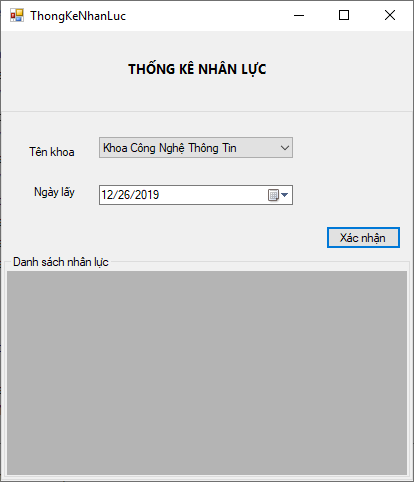 ThongKeNhanLuc
THỐNG KÊ NHÂN LỰC
Tên khoa
Khoa Công Nghệ Thông Tin
Ngày lấy
12/26/2019
Xác nhận
Danh sách nhân lực